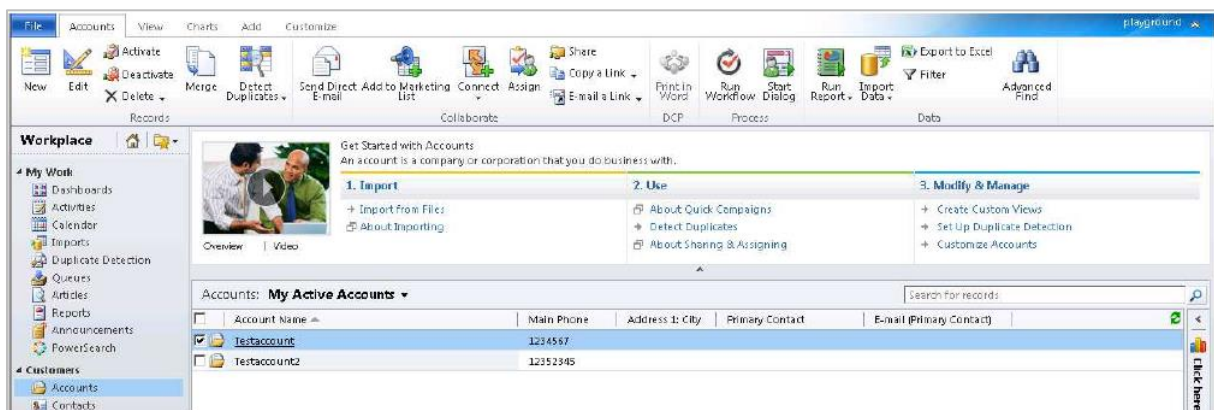 File Accounts View Charts Add Customize playground
New
Edit
Activate
Deactivate
Delete
Records
Merge
Detect Duplicates
Send Direct E-mail
Add to Marketing List
Connect
Assign
Share
Copy a Link
E-mail a Link
Collaborate
Print in Word
DCP
Run Workflow
Start Dialog
Process
Run Report
Import Data
Export to Excel
Filter
Advanced Find
Data
Workplace
My Work
Dashboards
Activities
Calendar
Imports
Duplicate Detection
Queues
Articles
Reports
Announcements
PowerSearch
Customers
Accounts
Contacts
Get Started with Accounts
An account is a company or corporation that you do business with.
Overview | Video
1. Import
Import from Files
About Importing
2. Use
About Quick Campaigns
Detect Duplicates
About Sharing & Assigning
3. Modify & Manage
Create Custom Views
Set Up Duplicate Detection
Customize Accounts
Accounts: My Active Accounts
Search for records
Account Name Main Phone Address 1: City Primary Contact E-mail (Primary Contact)
Testaccount 1234567
Testaccount2 12352345
Click here